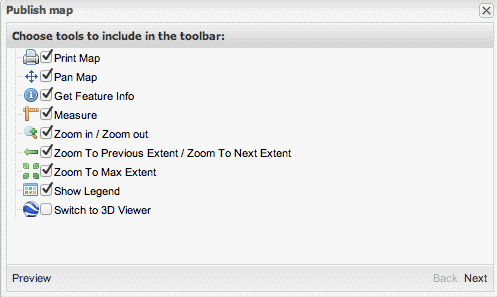 Publish map
Choose tools to include in the toolbar:
Print Map
Pan Map
Get Feature Info
Measure
Zoom in / Zoom out
Zoom To Previous Extent / Zoom To Next Extent
Zoom To Max Extent
Show Legend
Switch to 3D Viewer
Preview Back Next